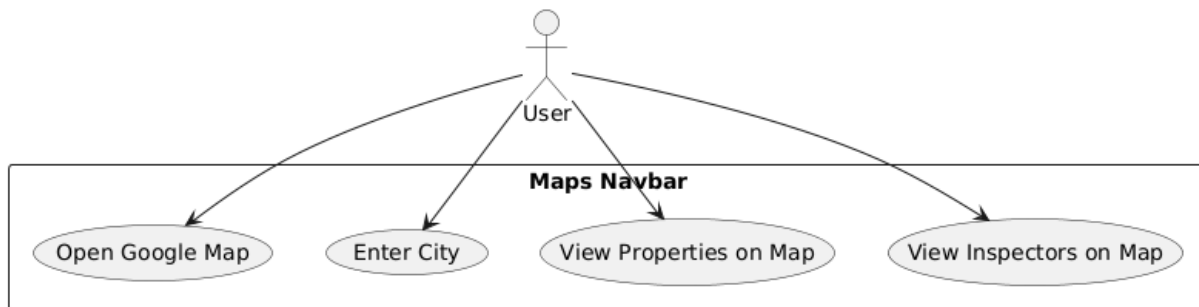 User
Maps Navbar
Open Google Map
Enter City
View Properties on Map
View Inspectors on Map